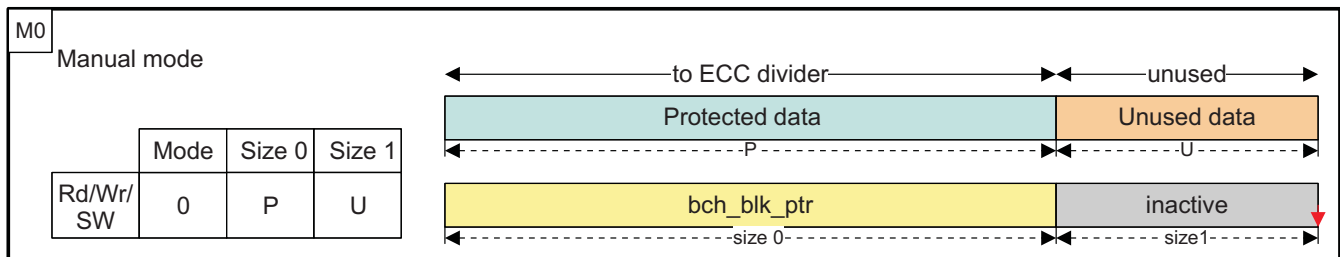 M0
Manual mode
to ECC divider
unused
Protected data
Unused data
P
U
Mode Size 0 Size 1
Rd/Wr/
SW
0 P U
bch_blk_ptr
inactive
size 0
size1